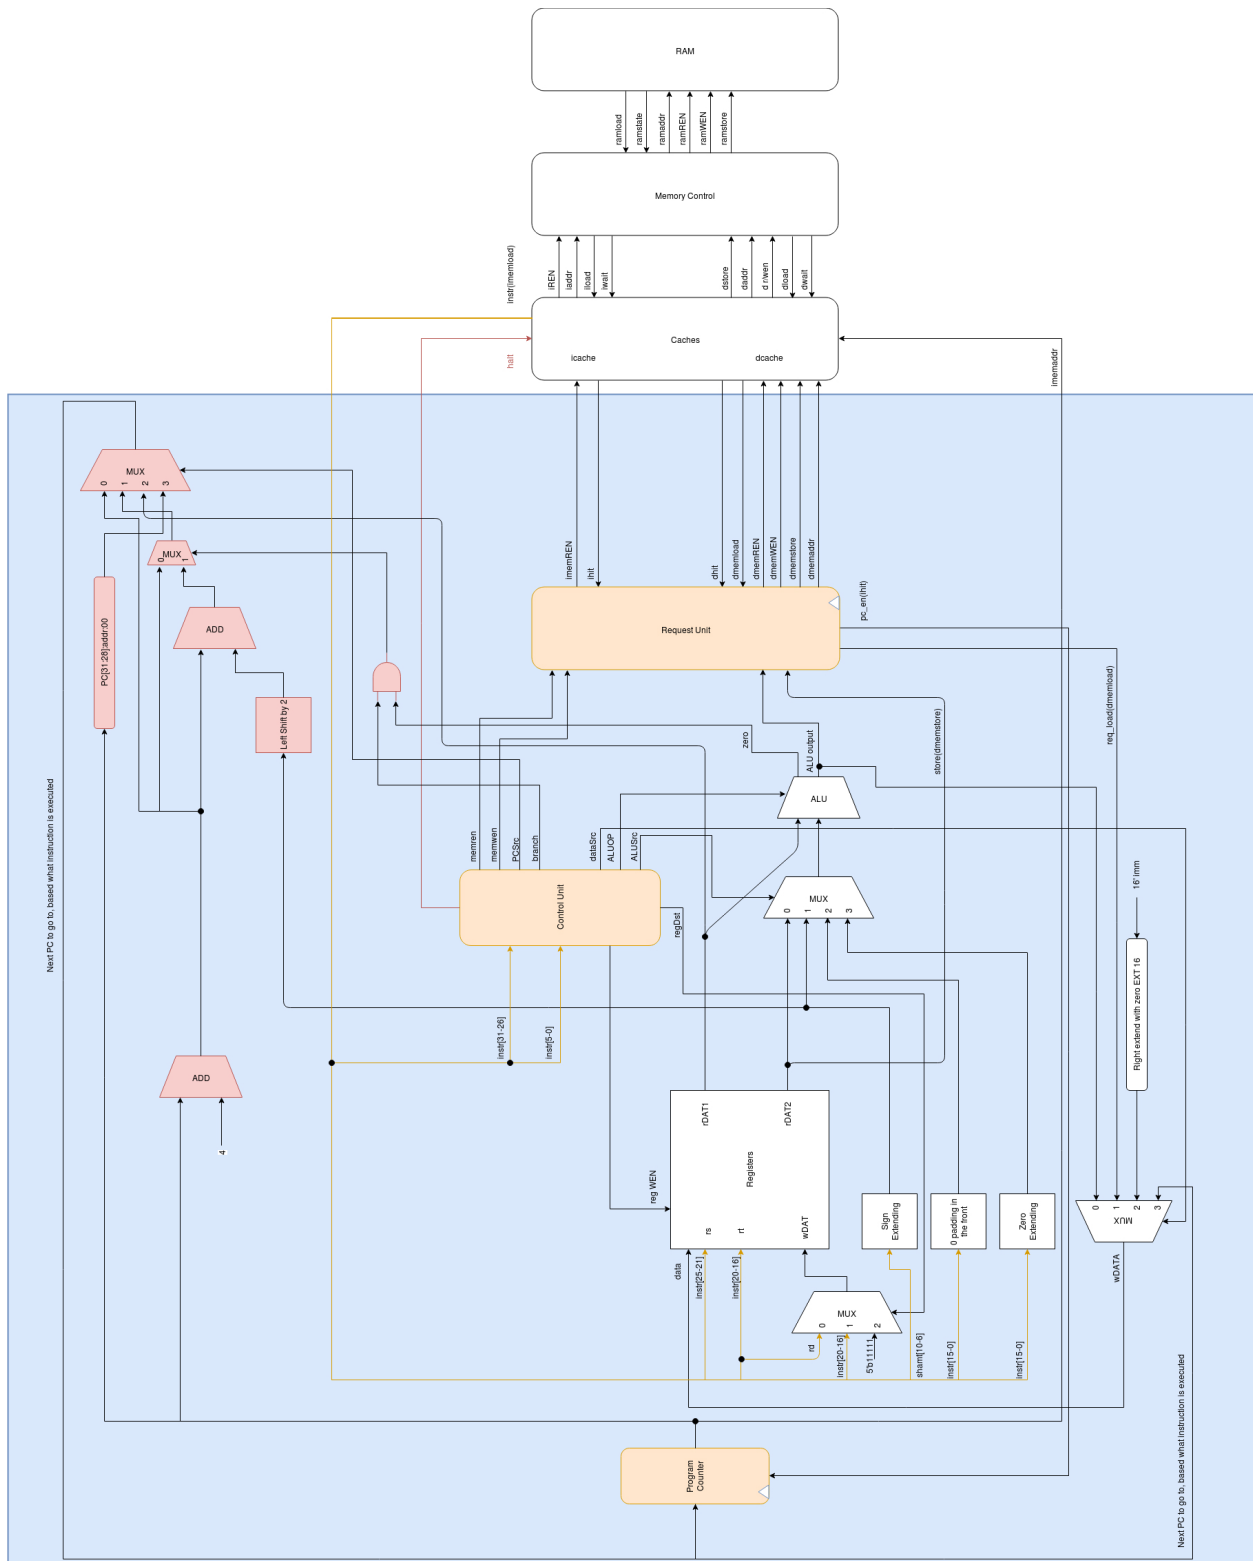 RAM
ramload
ramstate
ramaddr
ramREN
ramWEN
ramstore
Memory Control
instr(imemload)
iREN
iaddr
iload
iwait
dstore
daddr
d r/wen
dload
dwait
halt
Caches
icache
dcache
imemaddr
MUX
0
1
2
3
MUX
0
1
PC[31:28]:addr:00
ADD
Left Shift by 2
imemREN
ihit
dhit
dmemload
dmemREN
dmemWEN
dmemstore
dmemaddr
Request Unit
pc_en(ihit)
req_load(dmemload)
store(dmemstore)
zero
ALU output
ALU
Next PC to go to, based what instruction is executed
memren
memwen
PCSrc
branch
dataSrc
ALUOP
ALUSrc
Control Unit
regDst
MUX
0
1
2
3
16' imm
Right extend with zero EXT 16
instr[31-26]
instr[5-0]
ADD
4
reg WEN
rDAT1
rDAT2
Registers
rs
rt
wDAT
Sign
Extending
0 padding in
the front
Zero
Extending
0
1
2
3
MUX
wDATA
data
instr[25-21]
instr[20-16]
MUX
0
1
2
rd
instr[20-16]
5'b11111
shamt[10-6]
instr[15-0]
instr[15-0]
Program
Counter
Next PC to go to, based what instruction is executed